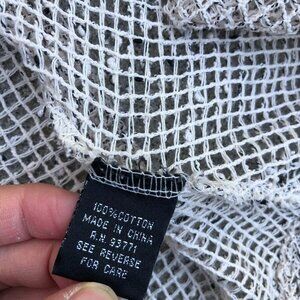 100%COTTON
MADE IN CHINA
R.N. 93771
SEE REVERSE
FOR CARE